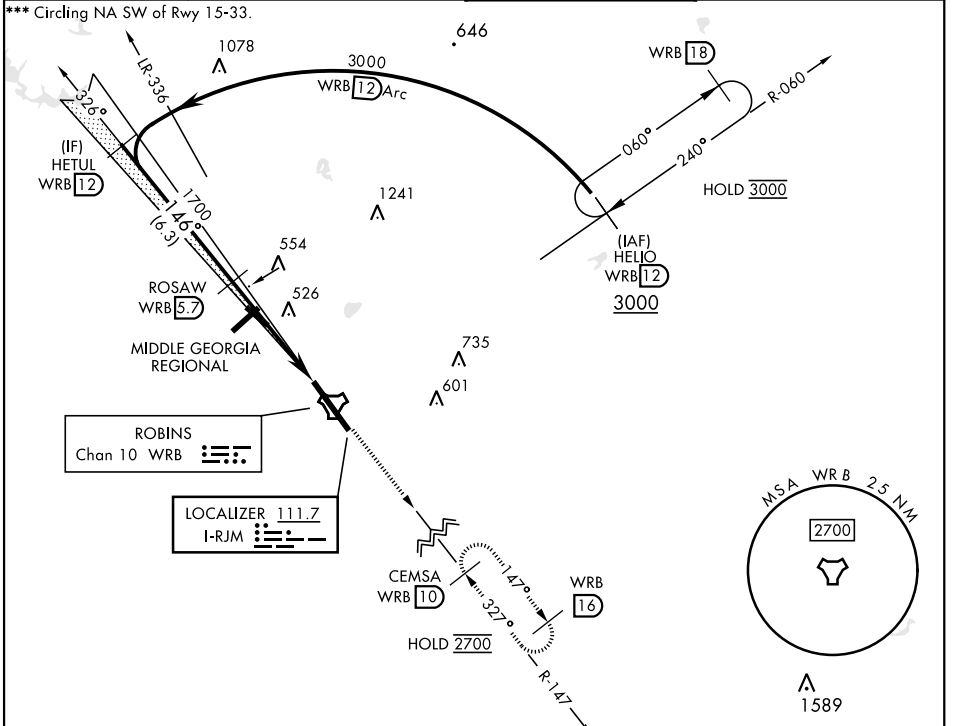 *** Circling NA SW of Rwy 15-33.
646
1078
LR-336
3000
WRB 12 Arc
WRB 18
R-060
326°
060°
240°
(IF)
HETUL
WRB 12
HOLD 3000
1700
146°
(6.3)
1241
(IAF)
HELIO
WRB 12
3000
554
ROSAW
WRB 5.7
526
MIDDLE GEORGIA
REGIONAL
735
601
ROBINS
Chan 10 WRB
LOCALIZER 111.7
I-RJM
MSA WRB 25 NM
2700
CEMSA
WRB 10
147°
327°
WRB
16
HOLD 2700
R-147
1589